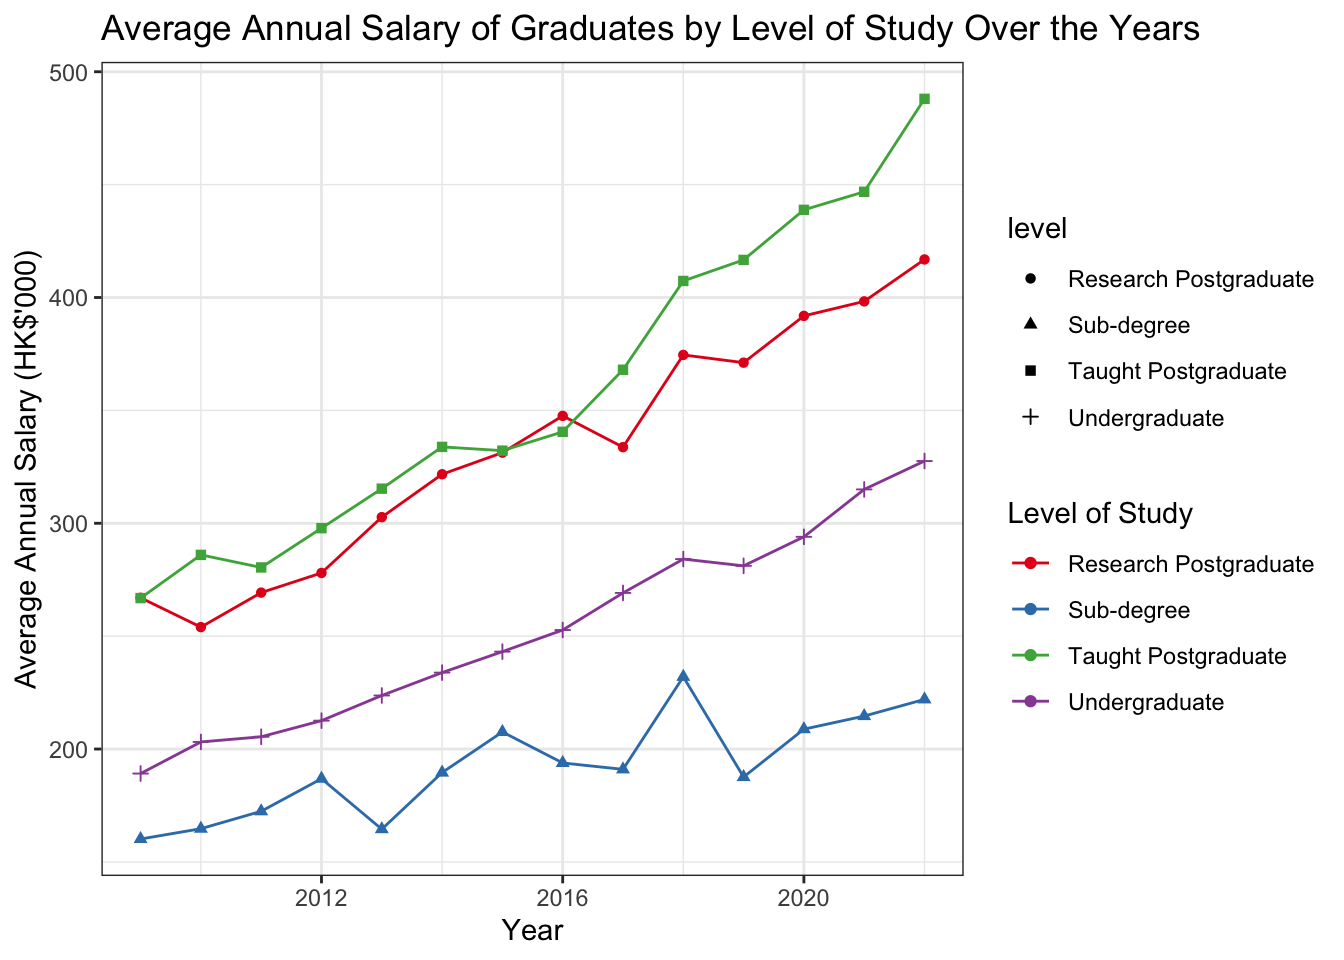 Average Annual Salary of Graduates by Level of Study Over the Years
Average Annual Salary (HK$'000)
500
400
300
200
2012
2016
2020
Year
level
Research Postgraduate
Sub-degree
Taught Postgraduate
Undergraduate
Level of Study
Research Postgraduate
Sub-degree
Taught Postgraduate
Undergraduate